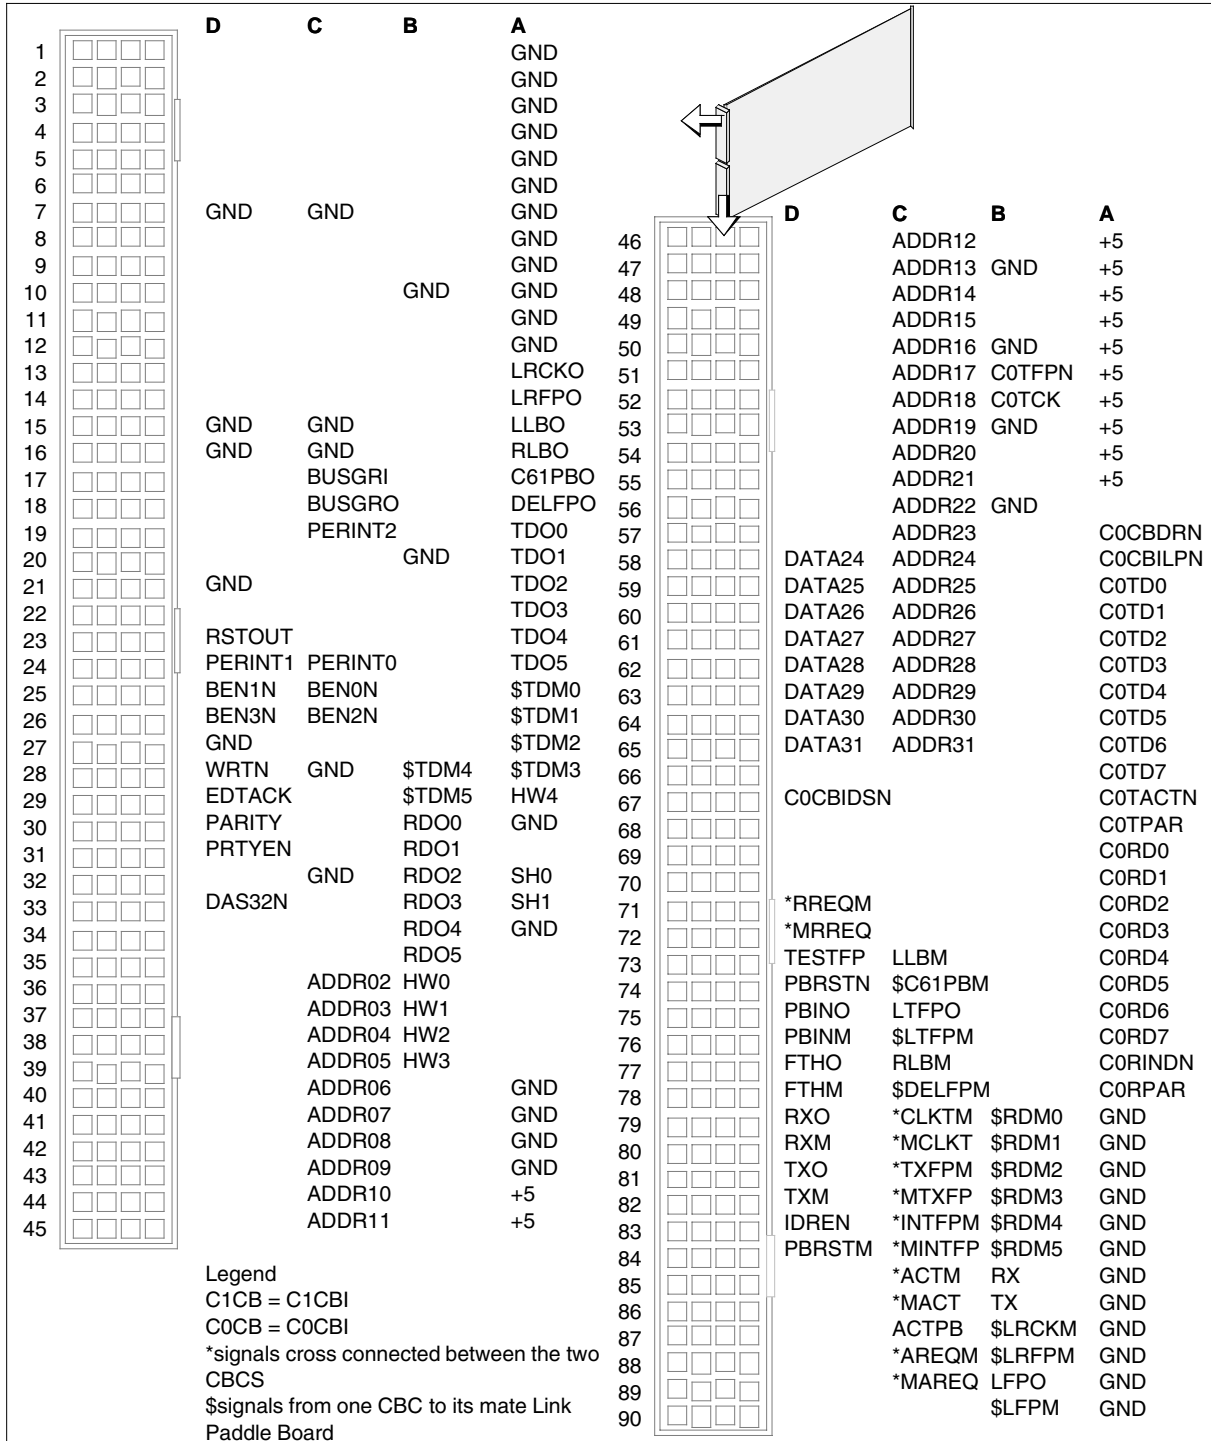 D C B A
1 GND
2 GND
3 GND
4 GND
5 GND
6 GND
7 GND GND GND
8 GND
9 GND
10 GND GND
11 GND
12 GND
13 LRCKO
14 LRFPO
15 GND GND LLBO
16 GND GND RLBO
17 BUSGRI C61PBO
18 BUSGRO DELFPO
19 PERINT2 TDO0
20 GND TDO1
21 GND TDO2
22 TDO3
23 RSTOUT TDO4
24 PERINT1 PERINT0 TDO5
25 BEN1N BEN0N $TDM0
26 BEN3N BEN2N $TDM1
27 GND $TDM2
28 WRTN GND $TDM4 $TDM3
29 EDTACK $TDM5 HW4
30 PARITY RDO0 GND
31 PRTYEN RDO1
32 GND RDO2 SH0
33 DAS32N RDO3 SH1
34 RDO4 GND
35 RDO5
36 ADDR02 HW0
37 ADDR03 HW1
38 ADDR04 HW2
39 ADDR05 HW3
40 ADDR06 GND
41 ADDR07 GND
42 ADDR08 GND
43 ADDR09 GND
44 ADDR10 +5
45 ADDR11 +5
D C B A
46 ADDR12 +5
47 ADDR13 GND +5
48 ADDR14 +5
49 ADDR15 +5
50 ADDR16 GND +5
51 ADDR17 C0TFPN +5
52 ADDR18 C0TCK +5
53 ADDR19 GND +5
54 ADDR20 +5
55 ADDR21 +5
56 ADDR22 GND
57 ADDR23 C0CBDRN
58 DATA24 ADDR24 C0CBILPN
59 DATA25 ADDR25 C0TD0
60 DATA26 ADDR26 C0TD1
61 DATA27 ADDR27 C0TD2
62 DATA28 ADDR28 C0TD3
63 DATA29 ADDR29 C0TD4
64 DATA30 ADDR30 C0TD5
65 DATA31 ADDR31 C0TD6
66 C0TD7
67 C0CBIDSN C0TACTN
68 C0TPAR
69 C0RD0
70 C0RD1
71 *RREQM C0RD2
72 *MRREQ C0RD3
73 TESTFP LLBM C0RD4
74 PBRSTN $C61PBM C0RD5
75 PBINO LTFPO C0RD6
76 PBINM $LTFPM C0RD7
77 FTHO RLBM C0RINDN
78 FTHM $DELFPM C0RPAR
79 RXO *CLKTM $RDM0 GND
80 RXM *MCLKT $RDM1 GND
81 TXO *TXFPM $RDM2 GND
82 TXM *MTXFP $RDM3 GND
83 IDREN *INTFPM $RDM4 GND
84 PBRSTM *MINTFP $RDM5 GND
85 *ACTM RX GND
86 *MACT TX GND
87 ACTPB $LRCKM GND
88 *AREQM $LRFPM GND
89 *MAREQ LFPO GND
90 $LFPM GND
Legend
C1CB = C1CBI
C0CB = C0CBI
*signals cross connected between the two
CBCS
$signals from one CBC to its mate Link
Paddle Board